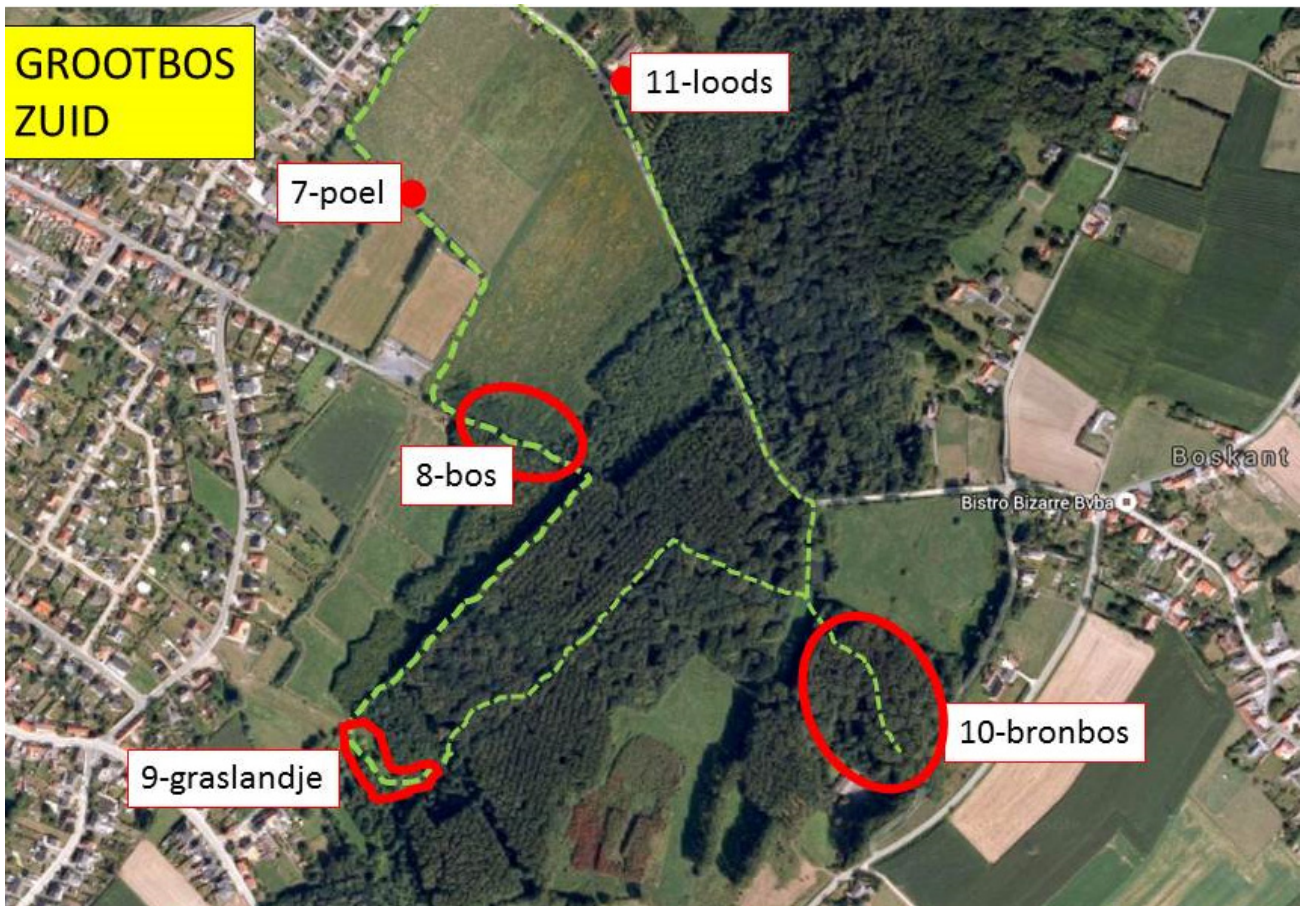 GROOTBOS
ZUID
11-loods
7-poel
8-bos
Boskant
Bistro Bizarre Bvba
10-bronbos
9-graslandje